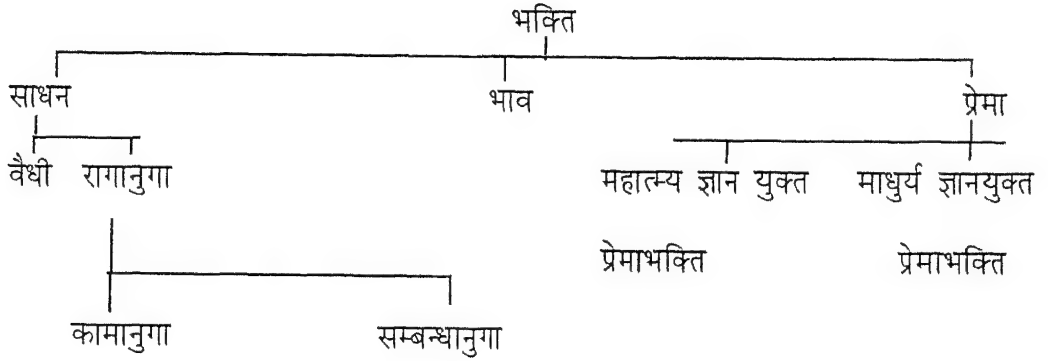 भक्ति
साधन भाव प्रेमा
वैधी रागानुगा महात्म्य ज्ञान युक्त माधुर्य ज्ञानयुक्त
प्रेमाभक्ति प्रेमाभक्ति
कामानुगा सम्बन्धानुगा